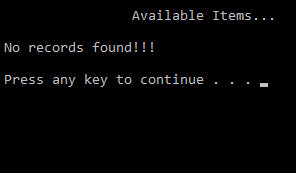 Available Items...
No records found!!!
Press any key to continue . . .